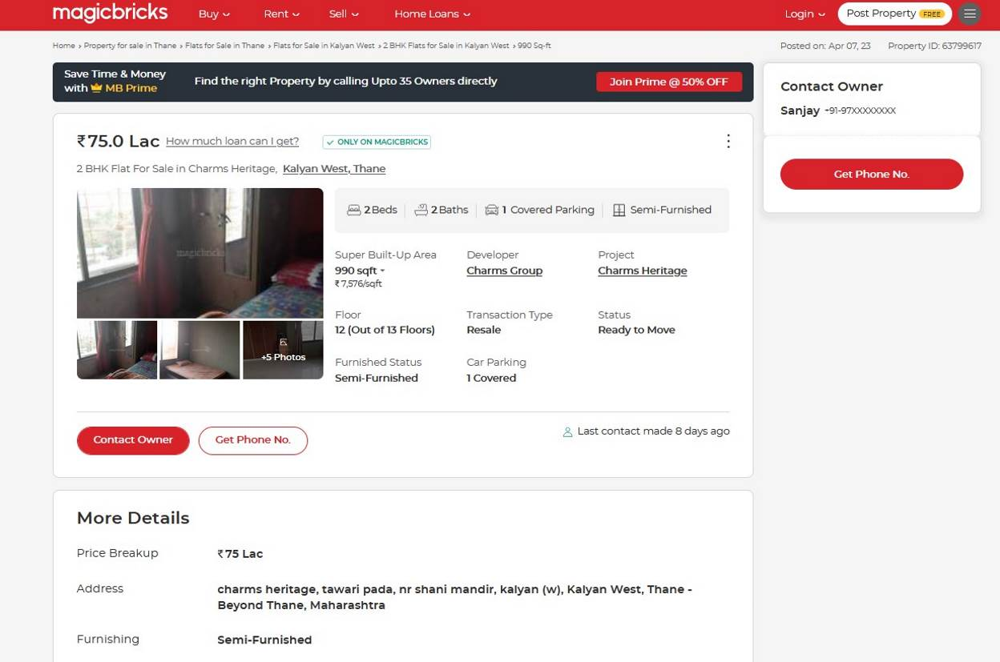 magicbricks
Buy
Rent
Sell
Home Loans
Login
Post Property FREE
Home › Property for sale in Thane › Flats for Sale in Thane › Flats for Sale in Kalyan West › 2 BHK Flats for Sale in Kalyan West › 990 Sq-ft
Posted on: Apr 07, 23 Property ID: 63799617
Save Time & Money
with MB Prime
Find the right Property by calling Upto 35 Owners directly
Join Prime @ 50% OFF
Contact Owner
Sanjay +91-97XXXXXXXX
Get Phone No.
₹75.0 Lac How much loan can I get? ONLY ON MAGICBRICKS
2 BHK Flat For Sale in Charms Heritage, Kalyan West, Thane
magicbricks
+5 Photos
2 Beds 2 Baths 1 Covered Parking Semi-Furnished
Super Built-Up Area
990 sqft
₹7,576/sqft
Developer
Charms Group
Project
Charms Heritage
Floor
12 (Out of 13 Floors)
Transaction Type
Resale
Status
Ready to Move
Furnished Status
Semi-Furnished
Car Parking
1 Covered
Contact Owner
Get Phone No.
Last contact made 8 days ago
More Details
Price Breakup ₹75 Lac
Address charms heritage, tawari pada, nr shani mandir, kalyan (w), Kalyan West, Thane -
Beyond Thane, Maharashtra
Furnishing Semi-Furnished